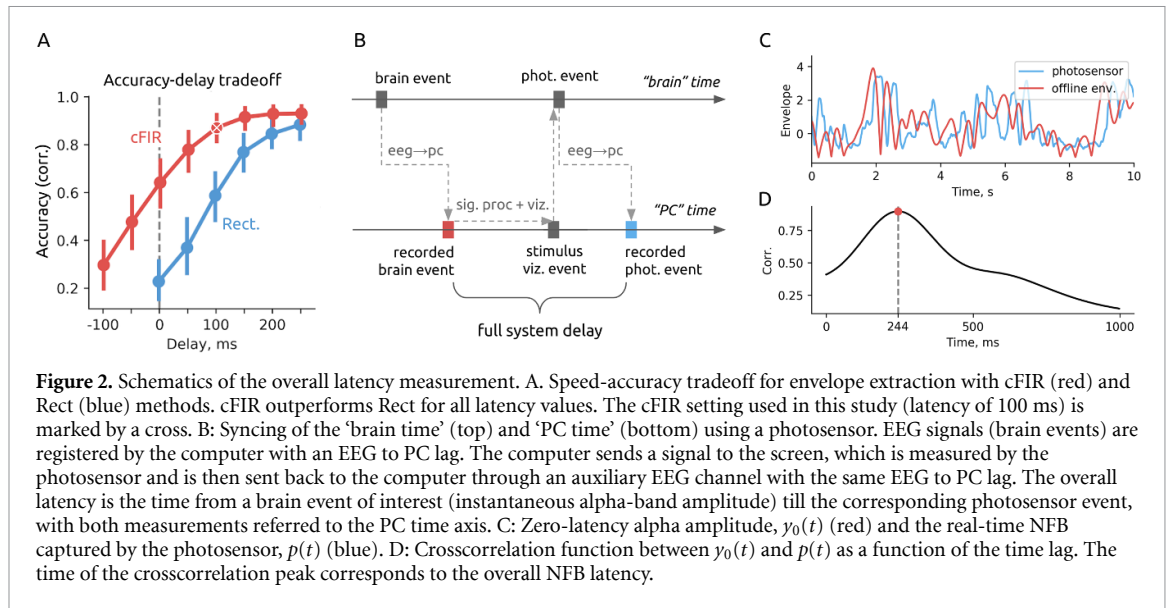 A
Accuracy-delay tradeoff
1.0
0.8
0.6
0.4
0.2
Accuracy (corr.)
cFIR
Rect.
-100 0 100 200
Delay, ms
B
brain event
phot. event
"brain" time
eeg→pc
eeg→pc
sig. proc + viz.
"PC" time
recorded
brain event
stimulus
viz. event
recorded
phot. event
full system delay
C
4
2
0
Envelope
photosensor
offline env.
0 2 4 6 8 10
Time, s
D
0.75
0.50
0.25
Corr.
0 244 500 1000
Time, ms
Figure 2. Schematics of the overall latency measurement. A. Speed-accuracy tradeoff for envelope extraction with cFIR (red) and
Rect (blue) methods. cFIR outperforms Rect for all latency values. The cFIR setting used in this study (latency of 100 ms) is
marked by a cross. B: Syncing of the ‘brain time’ (top) and ‘PC time’ (bottom) using a photosensor. EEG signals (brain events) are
registered by the computer with an EEG to PC lag. The computer sends a signal to the screen, which is measured by the
photosensor and is then sent back to the computer through an auxiliary EEG channel with the same EEG to PC lag. The overall
latency is the time from a brain event of interest (instantaneous alpha-band amplitude) till the corresponding photosensor event,
with both measurements referred to the PC time axis. C: Zero-latency alpha amplitude, y₀(t) (red) and the real-time NFB
captured by the photosensor, p(t) (blue). D: Crosscorrelation function between y₀(t) and p(t) as a function of the time lag. The
time of the crosscorrelation peak corresponds to the overall NFB latency.